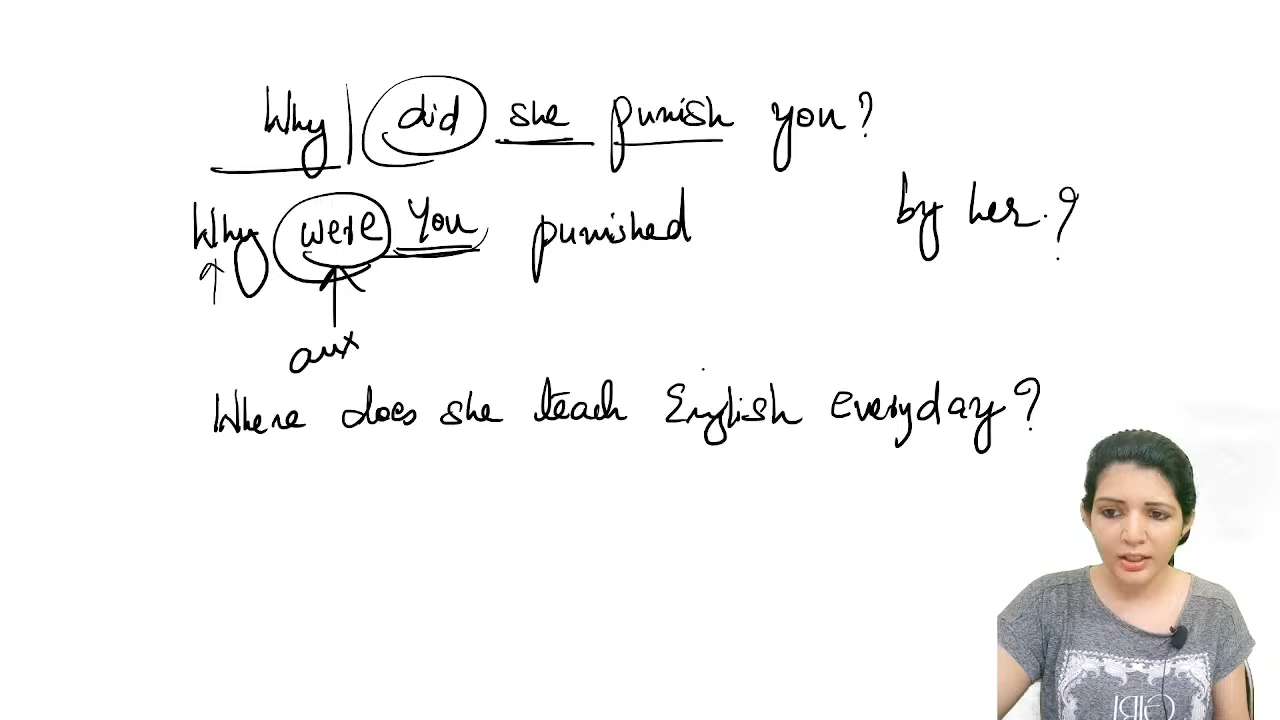 Why did she punish you?
Why were you punished by her.?
aux
Where does she teach English everyday?